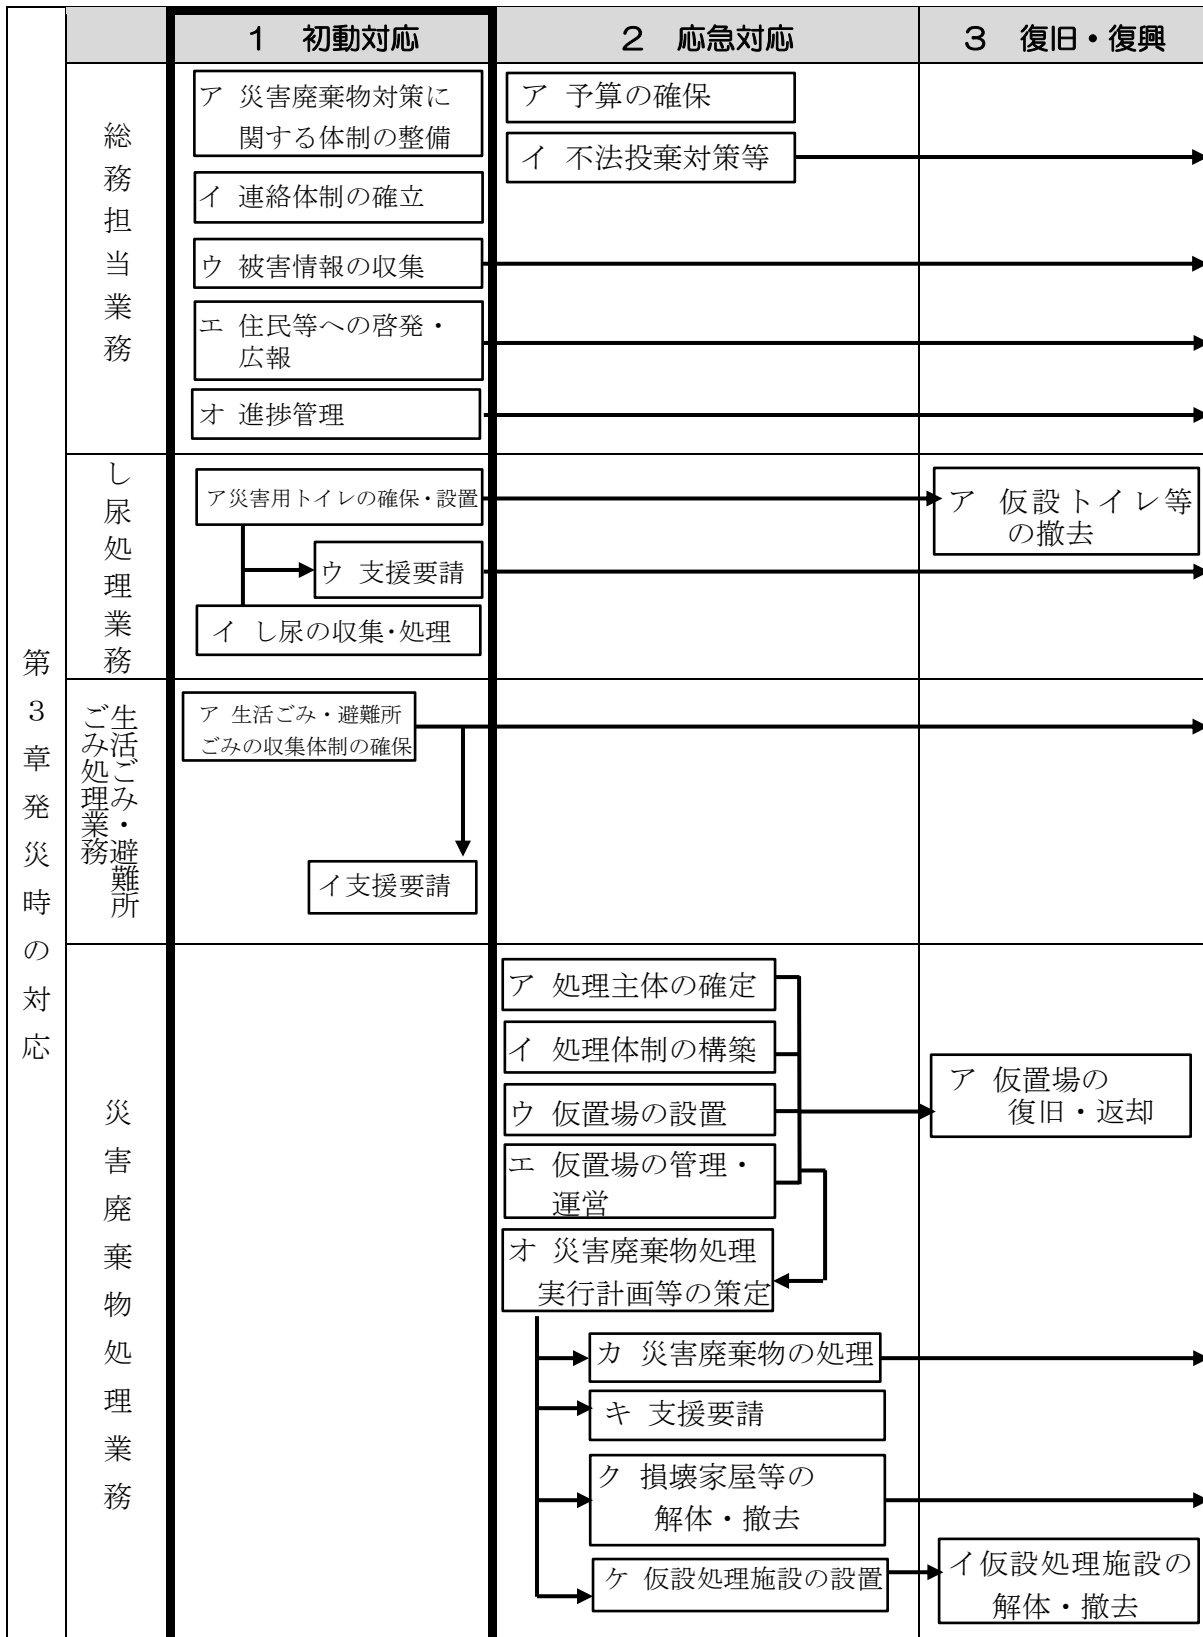 第3章発災時の対応
1 初動対応
2 応急対応
3 復旧・復興
総務担当業務
ア 災害廃棄物対策に
関する体制の整備
イ 連絡体制の確立
ウ 被害情報の収集
エ 住民等への啓発・
広報
オ 進捗管理
ア 予算の確保
イ 不法投棄対策等
し尿処理業務
ア災害用トイレの確保・設置
ウ 支援要請
イ し尿の収集・処理
ア 仮設トイレ等
の撤去
生活ごみ・避難所
ごみ処理業務
ア 生活ごみ・避難所
ごみの収集体制の確保
イ支援要請
災害廃棄物処理業務
ア 処理主体の確定
イ 処理体制の構築
ウ 仮置場の設置
エ 仮置場の管理・
運営
オ 災害廃棄物処理
実行計画等の策定
カ 災害廃棄物の処理
キ 支援要請
ク 損壊家屋等の
解体・撤去
ケ 仮設処理施設の設置
ア 仮置場の
復旧・返却
イ仮設処理施設の
解体・撤去